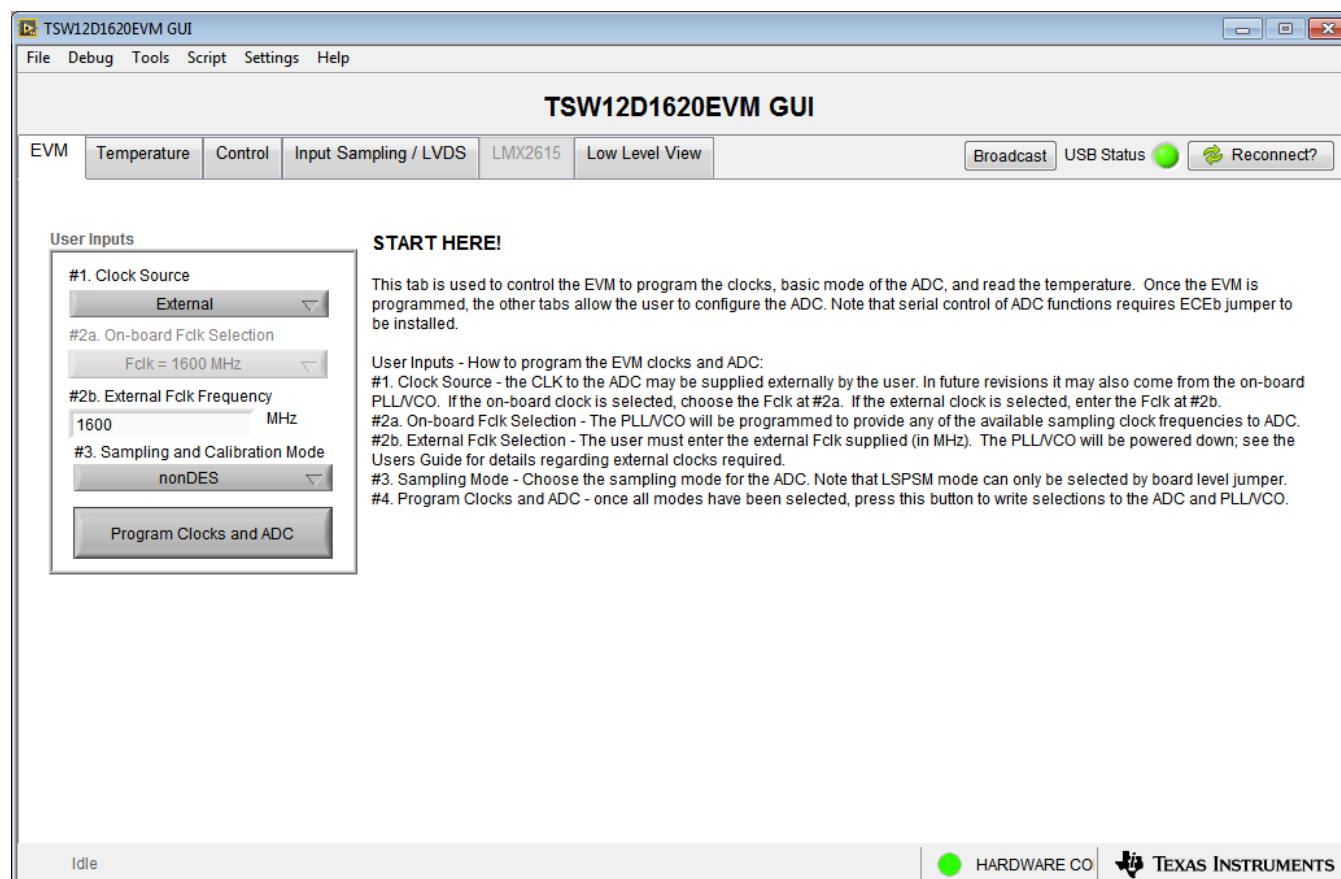 TSW12D1620EVM GUI
File Debug Tools Script Settings Help
TSW12D1620EVM GUI
EVM Temperature Control Input Sampling / LVDS LMX2615 Low Level View Broadcast USB Status Reconnect?
User Inputs
#1. Clock Source
External
#2a. On-board Fclk Selection
Fclk = 1600 MHz
#2b. External Fclk Frequency
1600 MHz
#3. Sampling and Calibration Mode
nonDES
Program Clocks and ADC
START HERE!
This tab is used to control the EVM to program the clocks, basic mode of the ADC, and read the temperature. Once the EVM is
programmed, the other tabs allow the user to configure the ADC. Note that serial control of ADC functions requires ECEb jumper to
be installed.
User Inputs - How to program the EVM clocks and ADC:
#1. Clock Source - the CLK to the ADC may be supplied externally by the user. In future revisions it may also come from the on-board
PLL/VCO. If the on-board clock is selected, choose the Fclk at #2a. If the external clock is selected, enter the Fclk at #2b.
#2a. On-board Fclk Selection - The PLL/VCO will be programmed to provide any of the available sampling clock frequencies to ADC.
#2b. External Fclk Selection - The user must enter the external Fclk supplied (in MHz). The PLL/VCO will be powered down; see the
Users Guide for details regarding external clocks required.
#3. Sampling Mode - Choose the sampling mode for the ADC. Note that LSPSM mode can only be selected by board level jumper.
#4. Program Clocks and ADC - once all modes have been selected, press this button to write selections to the ADC and PLL/VCO.
Idle HARDWARE CO TEXAS INSTRUMENTS